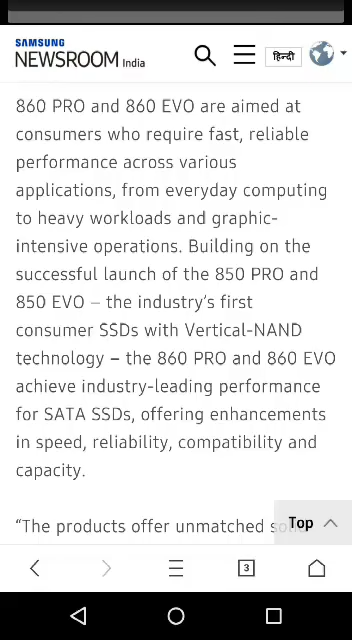 SAMSUNG
NEWSROOM India
हिन्दी
860 PRO and 860 EVO are aimed at
consumers who require fast, reliable
performance across various
applications, from everyday computing
to heavy workloads and graphic-
intensive operations. Building on the
successful launch of the 850 PRO and
850 EVO – the industry's first
consumer SSDs with Vertical-NAND
technology – the 860 PRO and 860 EVO
achieve industry-leading performance
for SATA SSDs, offering enhancements
in speed, reliability, compatibility and
capacity.
“The products offer unmatched
Top
3